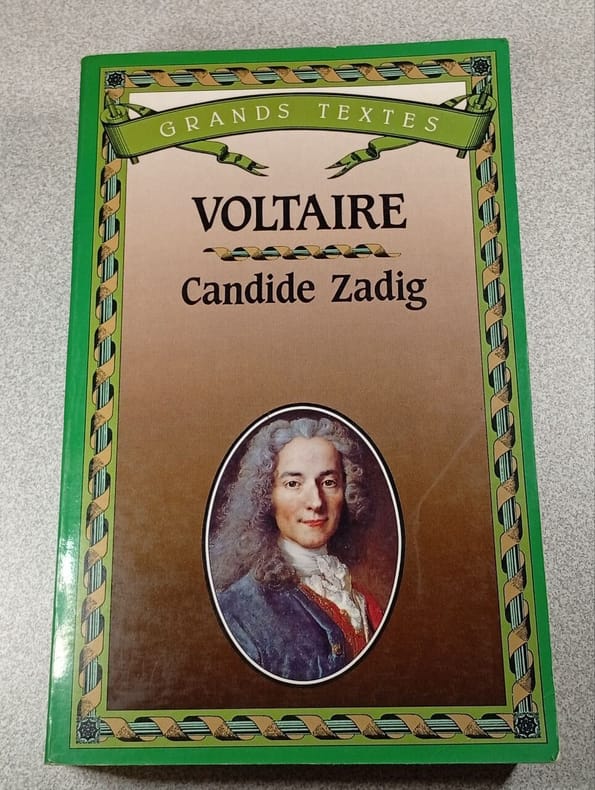 GRANDS TEXTES
VOLTAIRE
Candide Zadig